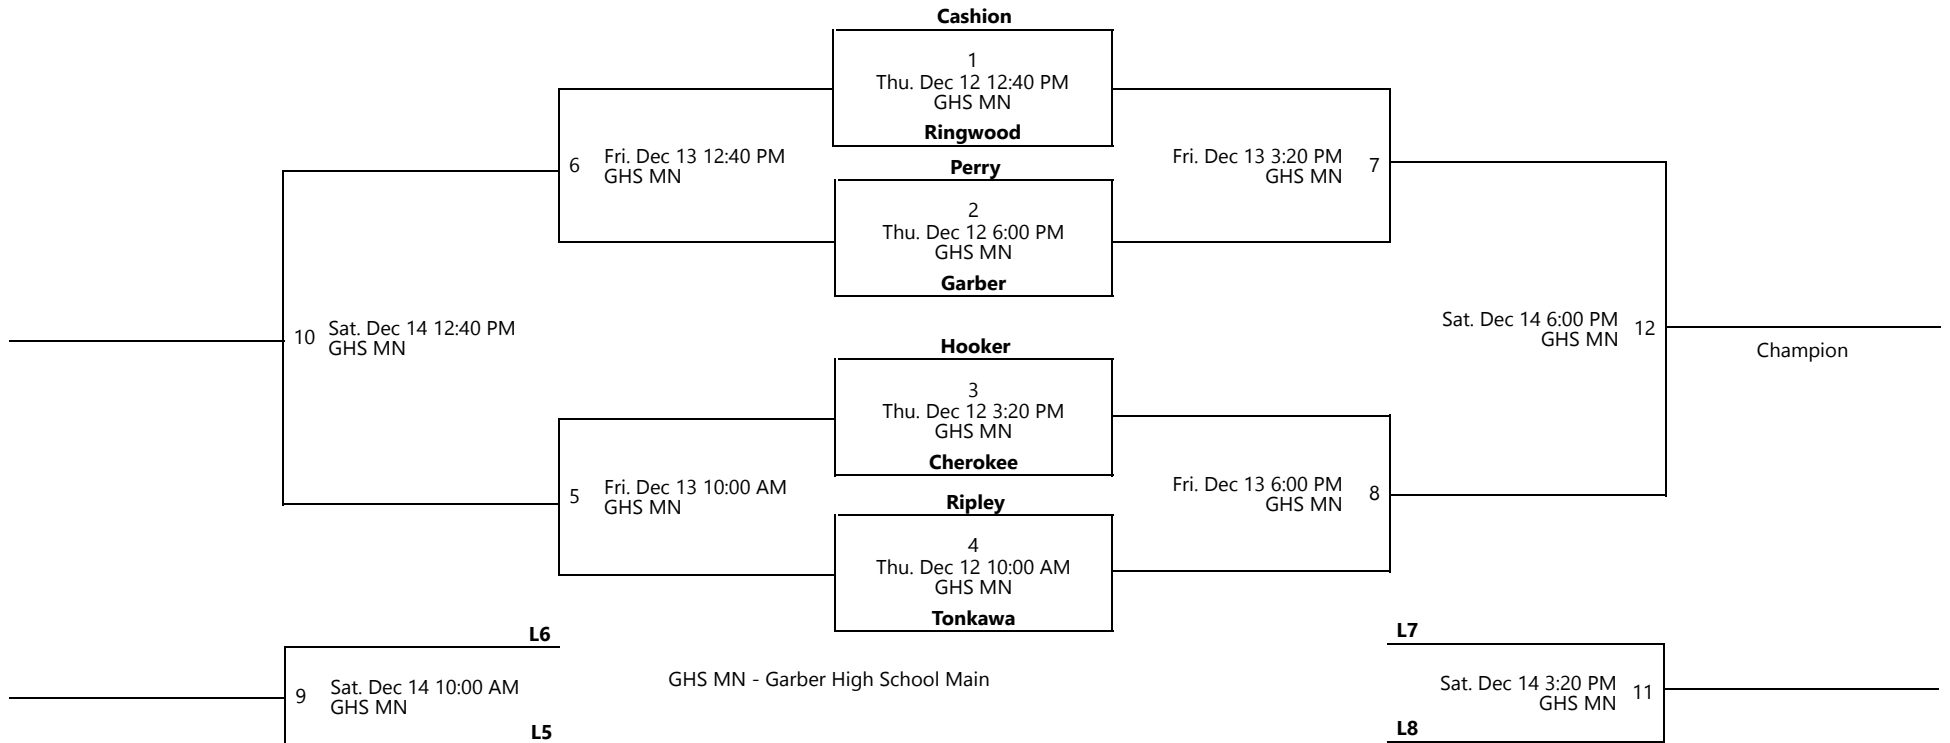 Cashion
1
Thu. Dec 12 12:40 PM
GHS MN
Ringwood
6
Fri. Dec 13 12:40 PM
GHS MN
Fri. Dec 13 3:20 PM
GHS MN
7
Perry
2
Thu. Dec 12 6:00 PM
GHS MN
Garber
10
Sat. Dec 14 12:40 PM
GHS MN
Sat. Dec 14 6:00 PM
GHS MN
12
Champion
Hooker
3
Thu. Dec 12 3:20 PM
GHS MN
Cherokee
5
Fri. Dec 13 10:00 AM
GHS MN
Fri. Dec 13 6:00 PM
GHS MN
8
Ripley
4
Thu. Dec 12 10:00 AM
GHS MN
Tonkawa
L6
9
Sat. Dec 14 10:00 AM
GHS MN
L5
GHS MN - Garber High School Main
L7
Sat. Dec 14 3:20 PM
GHS MN
11
L8